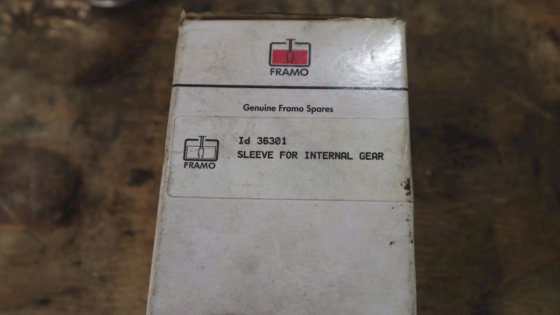 FRAMO
Genuine Framo Spares
Id 36301
SLEEVE FOR INTERNAL GEAR
FRAMO